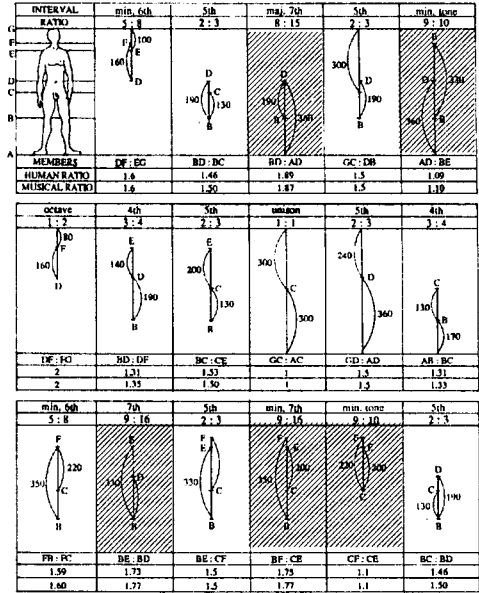 INTERVAL min. 6th 5th maj. 7th 5th min. tone
RATIO 5 : 8 2 : 3 8 : 15 2 : 3 9 : 10
G F E D C B A
F 100 E 160 D
D 190 C 130 B
D 190 B 360
300 D 190 B
E D 330 B 360
MEMBERS DF : EG BD : BC BD : AD GC : DB AD : BE
HUMAN RATIO 1.6 1.46 1.89 1.5 1.09
MUSICAL RATIO 1.6 1.50 1.87 1.5 1.10
octave 4th 5th unison 5th 4th
1 : 2 3 : 4 2 : 3 1 : 1 2 : 3 3 : 4
80 F 160 D
E 140 D 190 B
E 200 C 130 B
300 C 300
240 D 360
C 130 B 170
DF : FG BD : DF BC : CE GC : AC GD : AD AB : BC
2 1.31 1.53 1 1.5 1.31
2 1.35 1.50 1 1.5 1.33
min. 6th 7th 5th min. 7th min. tone 5th
5 : 8 9 : 16 2 : 3 9 : 16 9 : 10 2 : 3
F 220 350 C B
E D 330 B
F E 330 C B
F E 350 200 C B
F E 220 200 C
D C 190 130 B
FB : FC BE : BD BE : CF BF : CE CF : CE BC : BD
1.59 1.73 1.5 1.75 1.1 1.46
1.60 1.77 1.5 1.77 1.1 1.50